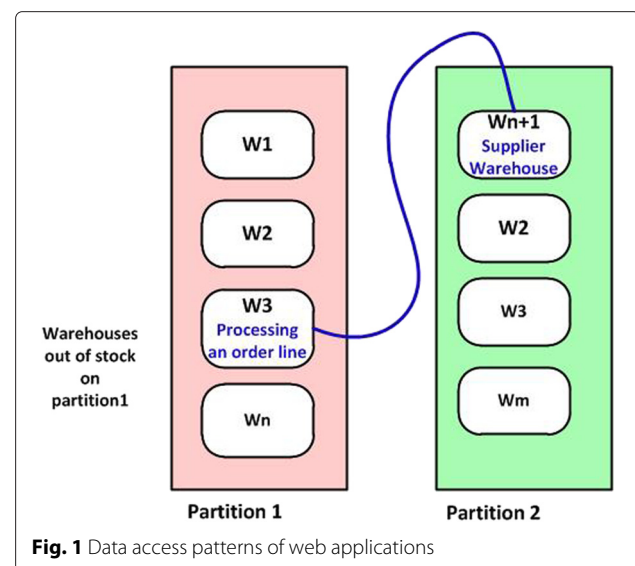 W1
W2
W3
Processing
an order line
Wn
Warehouses
out of stock
on
partition1
Partition 1
Wn+1
Supplier
Warehouse
W2
W3
Wm
Partition 2
Fig. 1 Data access patterns of web applications